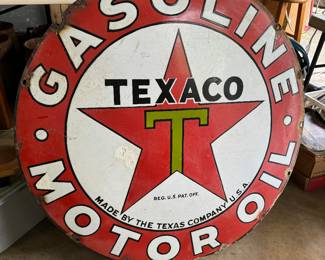 GASOLINE
TEXACO
T
REG. U.S. PAT. OFF.
MADE BY THE TEXAS COMPANY U.S.A.
• MOTOR OIL •